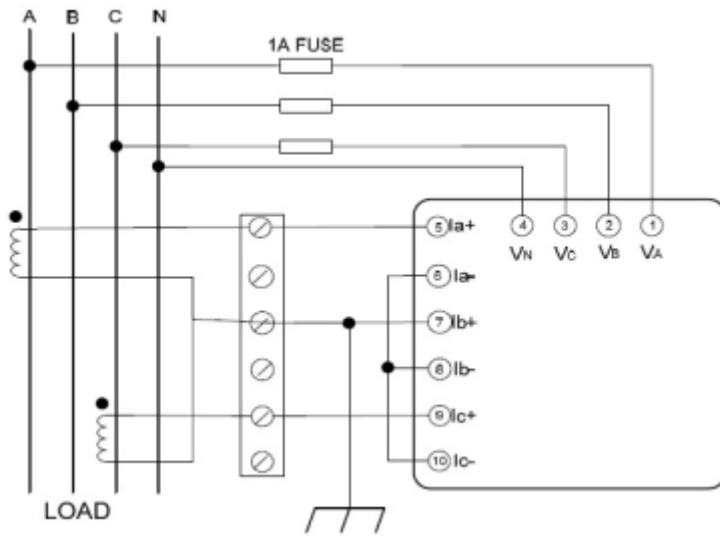 A B C N
1A FUSE
5 Ia+ 4 3 2 1
VN VC VB VA
6 Ia-
7 Ib+
8 Ib-
9 Ic+
10 Ic-
LOAD